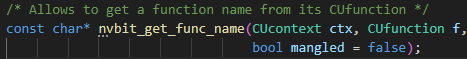 /* Allows to get a function name from its CUfunction */
const char* nvbit_get_func_name(CUcontext ctx, CUfunction f,
bool mangled = false);